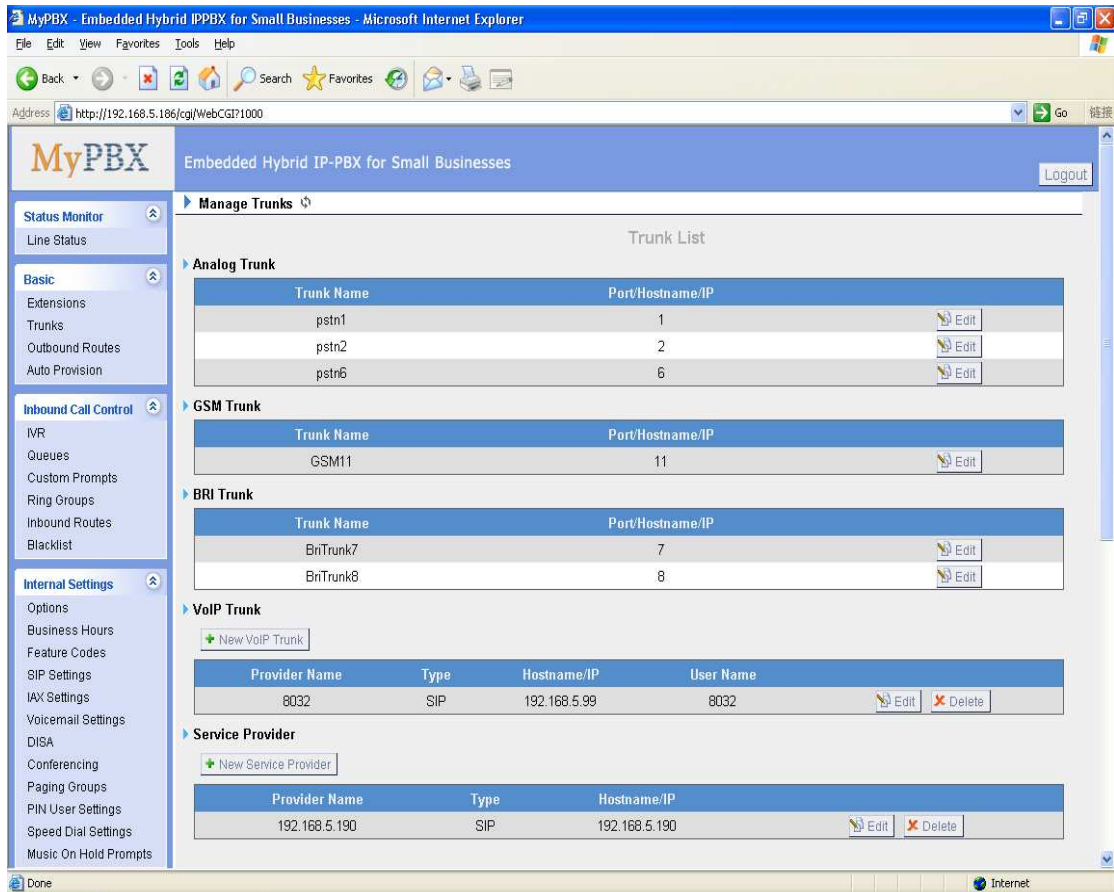 MyPBX - Embedded Hybrid IPPBX for Small Businesses - Microsoft Internet Explorer
File Edit View Favorites Tools Help
Back Search Favorites
Address http://192.168.5.186/cgi/WebCGI?1000 Go 链接
MyPBX
Embedded Hybrid IP-PBX for Small Businesses
Logout
Status Monitor
Line Status
Basic
Extensions
Trunks
Outbound Routes
Auto Provision
Inbound Call Control
IVR
Queues
Custom Prompts
Ring Groups
Inbound Routes
Blacklist
Internal Settings
Options
Business Hours
Feature Codes
SIP Settings
IAX Settings
Voicemail Settings
DISA
Conferencing
Paging Groups
PIN User Settings
Speed Dial Settings
Music On Hold Prompts
Manage Trunks
Trunk List
Analog Trunk
Trunk Name Port/Hostname/IP
pstn1 1 Edit
pstn2 2 Edit
pstn6 6 Edit
GSM Trunk
Trunk Name Port/Hostname/IP
GSM11 11 Edit
BRI Trunk
Trunk Name Port/Hostname/IP
BriTrunk7 7 Edit
BriTrunk8 8 Edit
VoIP Trunk
New VoIP Trunk
Provider Name Type Hostname/IP User Name
8032 SIP 192.168.5.99 8032 Edit Delete
Service Provider
New Service Provider
Provider Name Type Hostname/IP
192.168.5.190 SIP 192.168.5.190 Edit Delete
Done Internet